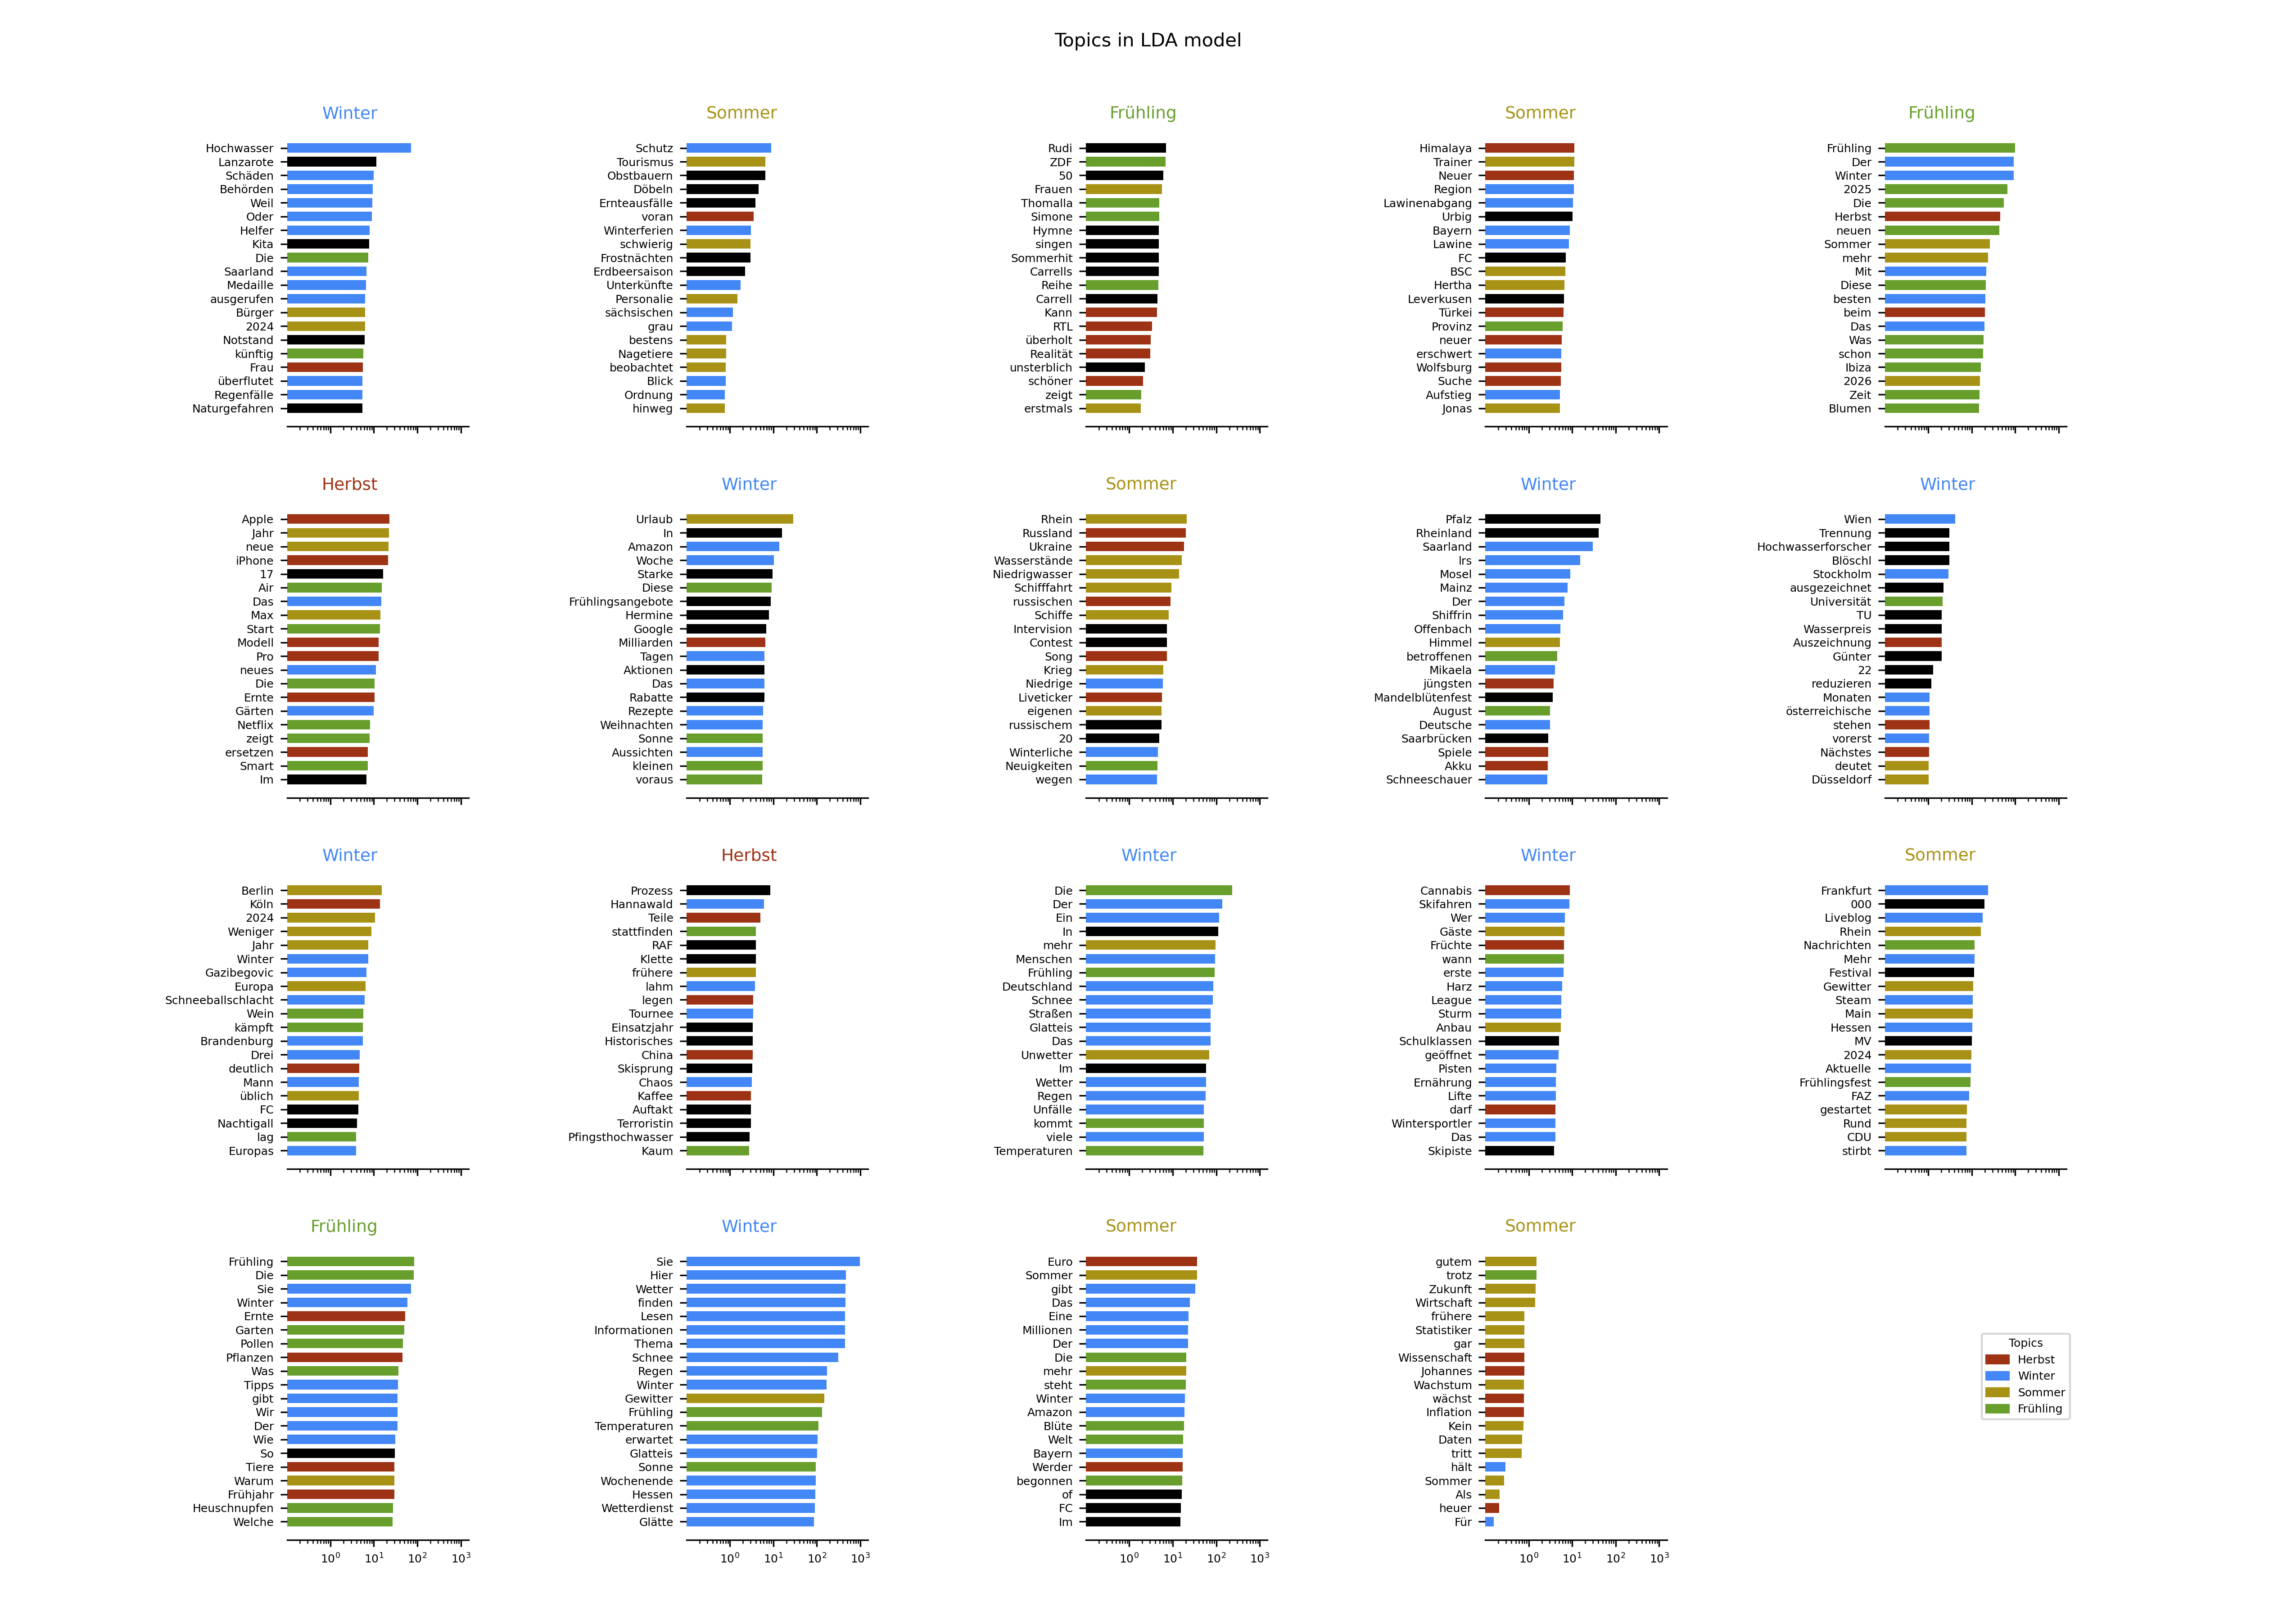 Topics in LDA model
Winter
Hochwasser
Lanzarote
Schäden
Behörden
Weil
Oder
Helfer
Kita
Die
Saarland
Medaille
ausgerufen
Bürger
2024
Notstand
künftig
Frau
überflutet
Regenfälle
Naturgefahren
Sommer
Schutz
Tourismus
Obstbauern
Döbeln
Ernteausfälle
voran
Winterferien
schwierig
Frostnächten
Erdbeersaison
Unterkünfte
Personalie
sächsischen
grau
bestens
Nagetiere
beobachtet
Blick
Ordnung
hinweg
Frühling
Rudi
ZDF
50
Frauen
Thomalla
Simone
Hymne
singen
Sommerhit
Carrells
Reihe
Carrell
Kann
RTL
überholt
Realität
unsterblich
schöner
zeigt
erstmals
Sommer
Himalaya
Trainer
Neuer
Region
Lawinenabgang
Urbig
Bayern
Lawine
FC
BSC
Hertha
Leverkusen
Türkei
Provinz
neuer
erschwert
Wolfsburg
Suche
Aufstieg
Jonas
Frühling
Frühling
Der
Winter
2025
Die
Herbst
neuen
Sommer
mehr
Mit
Diese
besten
beim
Das
Was
schon
Ibiza
2026
Zeit
Blumen
Herbst
Apple
Jahr
neue
iPhone
17
Air
Das
Max
Start
Modell
Pro
neues
Die
Ernte
Gärten
Netflix
zeigt
ersetzen
Smart
Im
Winter
Urlaub
In
Amazon
Woche
Starke
Diese
Frühlingsangebote
Hermine
Google
Milliarden
Tagen
Aktionen
Das
Rabatte
Rezepte
Weihnachten
Sonne
Aussichten
kleinen
voraus
Sommer
Rhein
Russland
Ukraine
Wasserstände
Niedrigwasser
Schifffahrt
russischen
Schiffe
Intervision
Contest
Song
Krieg
Niedrige
Liveticker
eigenen
russischem
20
Winterliche
Neuigkeiten
wegen
Winter
Pfalz
Rheinland
Saarland
Irs
Mosel
Mainz
Der
Shiffrin
Offenbach
Himmel
betroffenen
Mikaela
jüngsten
Mandelblütenfest
August
Deutsche
Saarbrücken
Spiele
Akku
Schneeschauer
Winter
Wien
Trennung
Hochwasserforscher
Blöschl
Stockholm
ausgezeichnet
Universität
TU
Wasserpreis
Auszeichnung
Günter
22
reduzieren
Monaten
österreichische
stehen
vorerst
Nächstes
deutet
Düsseldorf
Winter
Berlin
Köln
2024
Weniger
Jahr
Winter
Gazibegovic
Europa
Schneeballschlacht
Wein
kämpft
Brandenburg
Drei
deutlich
Mann
üblich
FC
Nachtigall
lag
Europas
Herbst
Prozess
Hannawald
Teile
stattfinden
RAF
Klette
frühere
lahm
legen
Tournee
Einsatzjahr
Historisches
China
Skisprung
Chaos
Kaffee
Auftakt
Terroristin
Pfingsthochwasser
Kaum
Winter
Die
Der
Ein
In
mehr
Menschen
Frühling
Deutschland
Schnee
Straßen
Glatteis
Das
Unwetter
Im
Wetter
Regen
Unfälle
kommt
viele
Temperaturen
Winter
Cannabis
Skifahren
Wer
Gäste
Früchte
wann
erste
Harz
League
Sturm
Anbau
Schulklassen
geöffnet
Pisten
Ernährung
Lifte
darf
Wintersportler
Das
Skipiste
Sommer
Frankfurt
000
Liveblog
Rhein
Nachrichten
Mehr
Festival
Gewitter
Steam
Main
Hessen
MV
2024
Aktuelle
Frühlingsfest
FAZ
gestartet
Rund
CDU
stirbt
Frühling
Frühling
Die
Sie
Winter
Ernte
Garten
Pollen
Pflanzen
Was
Tipps
gibt
Wir
Der
Wie
So
Tiere
Warum
Frühjahr
Heuschnupfen
Welche
10⁰ 10¹ 10² 10³
Winter
Sie
Hier
Wetter
finden
Lesen
Informationen
Thema
Schnee
Regen
Winter
Gewitter
Frühling
Temperaturen
erwartet
Glatteis
Sonne
Wochenende
Hessen
Wetterdienst
Glätte
10⁰ 10¹ 10² 10³
Sommer
Euro
Sommer
gibt
Das
Eine
Millionen
Der
Die
mehr
steht
Winter
Amazon
Blüte
Welt
Bayern
Werder
begonnen
of
FC
Im
10⁰ 10¹ 10² 10³
Sommer
gutem
trotz
Zukunft
Wirtschaft
frühere
Statistiker
gar
Wissenschaft
Johannes
Wachstum
wächst
Inflation
Kein
Daten
tritt
hält
Sommer
Als
heuer
Für
10⁰ 10¹ 10² 10³
Topics
Herbst
Winter
Sommer
Frühling